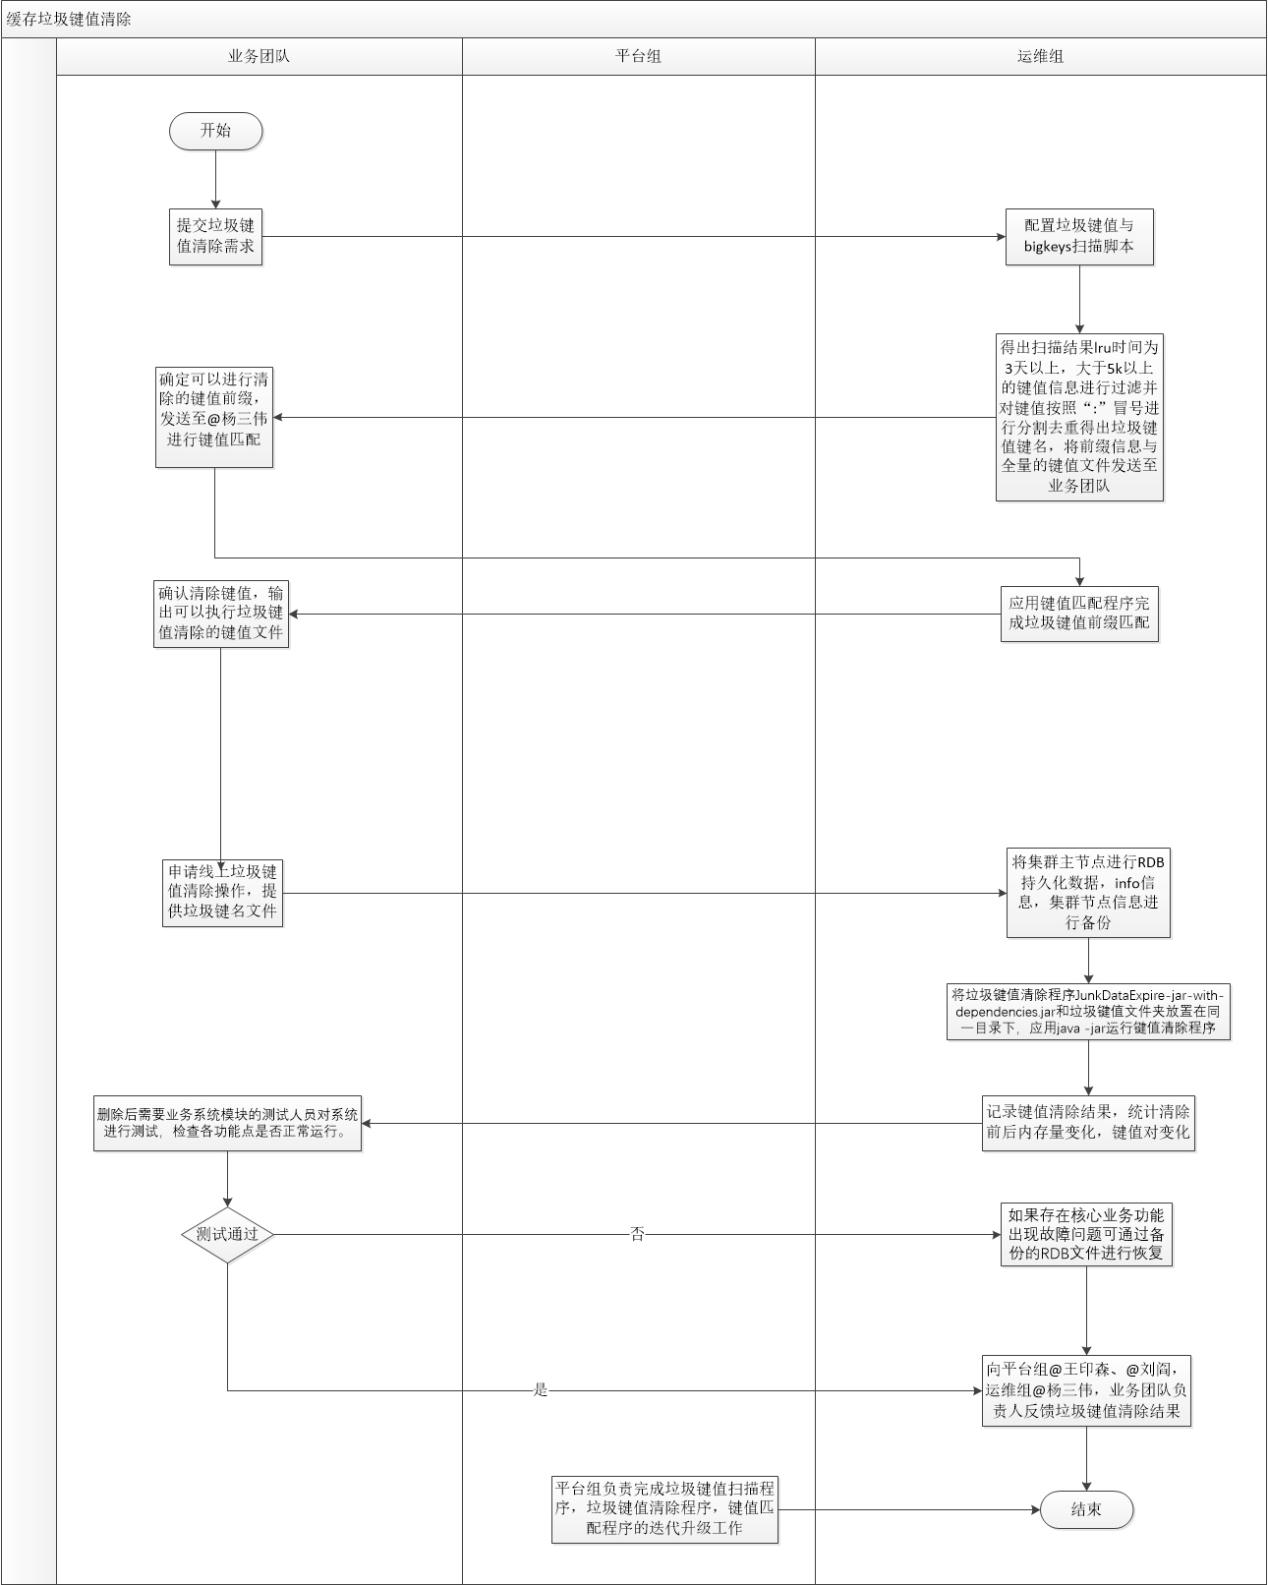 缓存垃圾键值清除
业务团队
平台组
运维组
开始
提交垃圾键
值清除需求
配置垃圾键值与
bigkeys扫描脚本
得出扫描结果lru时间为
3天以上，大于5k以上
的键值信息进行过滤并
对键值按照“:”冒号进
行分割去重得出垃圾键
值键名，将前缀信息与
全量的键值文件发送至
业务团队
确定可以进行清
除的键值前缀，
发送至@杨三伟
进行键值匹配
应用键值匹配程序完
成垃圾键值前缀匹配
确认清除键值，输
出可以执行垃圾键
值清除的键值文件
申请线上垃圾键
值清除操作，提
供垃圾键名文件
将集群主节点进行RDB
持久化数据，info信
息，集群节点信息进
行备份
将垃圾键值清除程序JunkDataExpire-jar-with-
dependencies.jar和垃圾键值文件夹放置在同
一目录下，应用java -jar运行键值清除程序
记录键值清除结果，统计清除
前后内存量变化，键值对变化
删除后需要业务系统模块的测试人员对系统
进行测试，检查各功能点是否正常运行。
测试通过
否
如果存在核心业务功能
出现故障问题可通过备
份的RDB文件进行恢复
是
向平台组@王印森、@刘阎，
运维组@杨三伟，业务团队负
责人反馈垃圾键值清除结果
平台组负责完成垃圾键值扫描程
序，垃圾键值清除程序，键值匹
配程序的迭代升级工作
结束